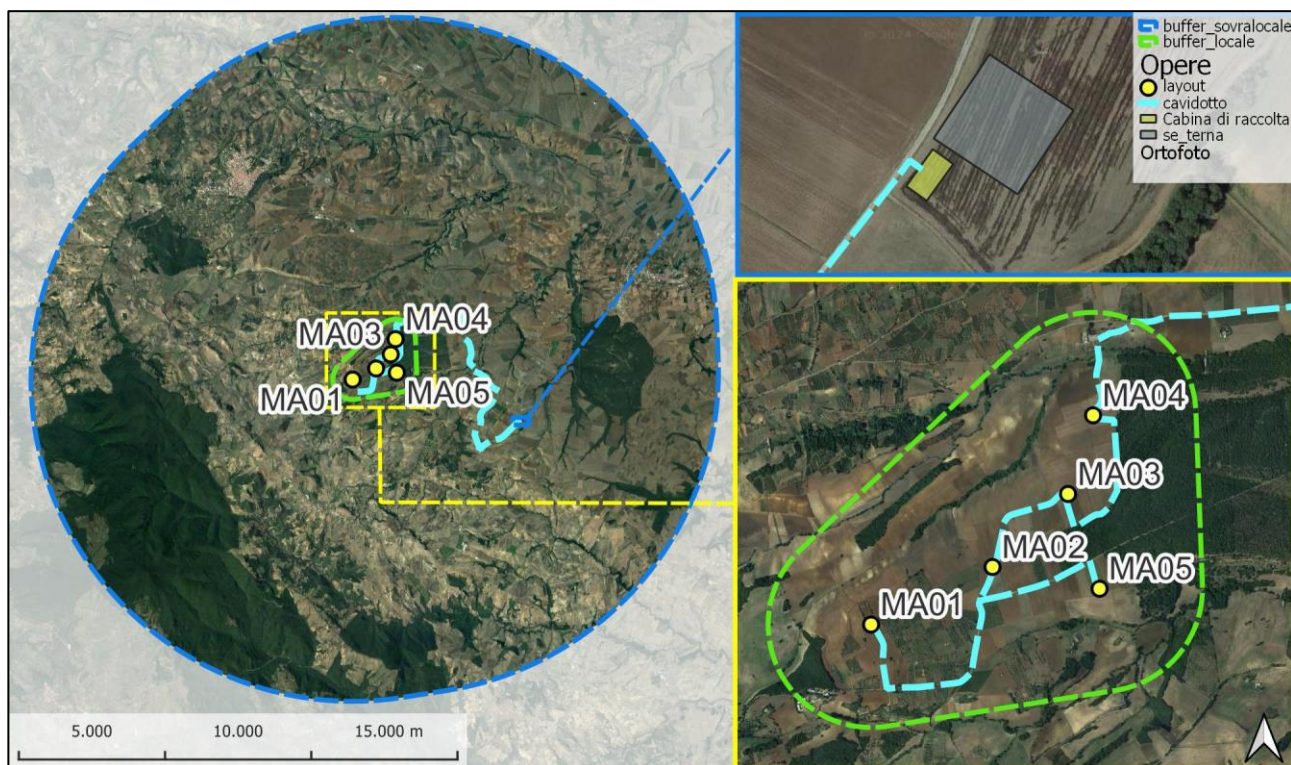 MA03
MA04
MA01
MA05
5.000
10.000
15.000 m
buffer_sovralocale
buffer_locale
Opere
layout
cavidotto
Cabina di raccolta
se_terna
Ortofoto
MA04
MA03
MA02
MA05
MA01